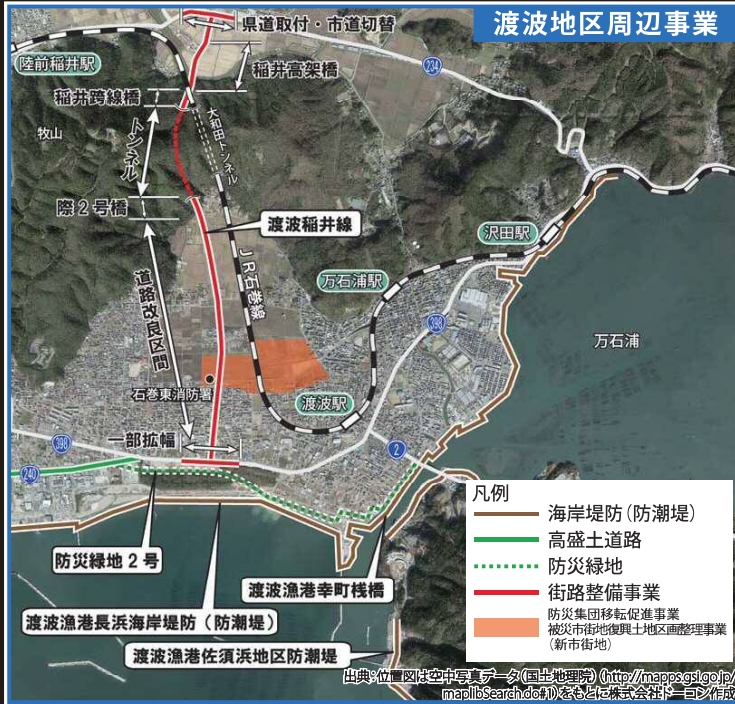 渡波地区周辺事業
県道取付・市道切替
陸前稲井駅
稲井高架橋
234
稲井跨線橋
大和田トンネル
牧山
トンネル
際2号橋
渡波稲井線
沢田駅
JR石巻線
万石浦駅
道路改良区間
398
万石浦
石巻東消防署
渡波駅
一部拡幅
398
2
240
凡例
海岸堤防(防潮堤)
高盛土道路
防災緑地
街路整備事業
防災集団移転促進事業
被災市街地復興土地区画整理事業
(新市街地)
防災緑地2号
渡波漁港幸町桟橋
渡波漁港長浜海岸堤防(防潮堤)
渡波漁港佐須浜地区防潮堤
出典:位置図は空中写真データ(国土地理院)(http://mapps.gsi.go.jp/
maplibSearch.do#1)をもとに株式会社ドーコン作成